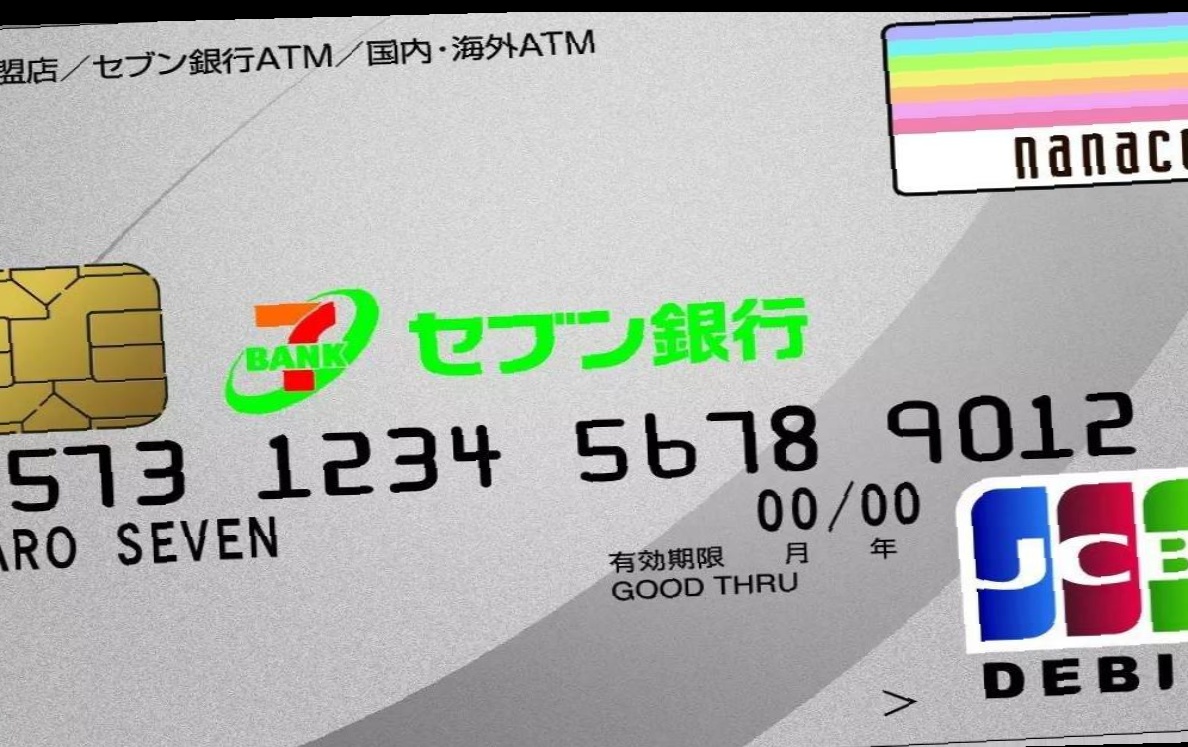 盟店／セブン銀行ATM／国内・海外ATM
nanaco
BANK セブン銀行
573 1234 5678 9012
ARO SEVEN
00/00
有効期限 月 年
GOOD THRU
JCB
DEBI
>